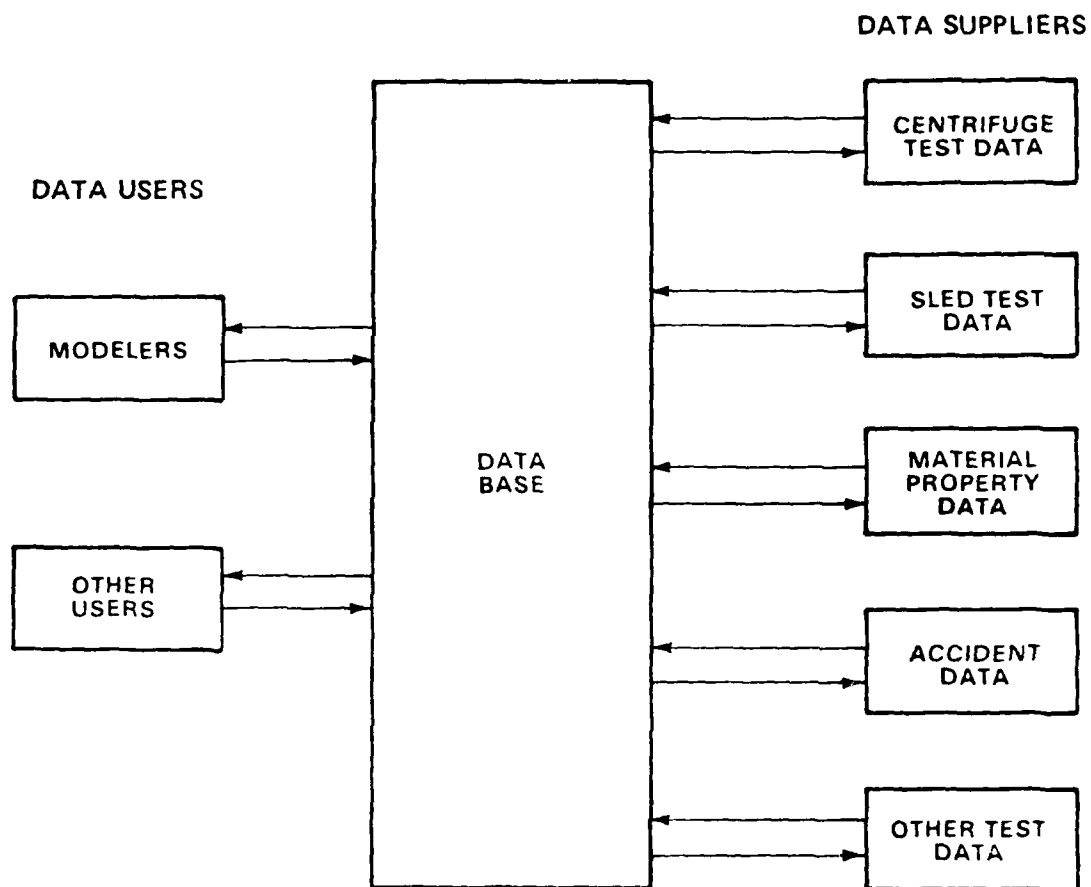 DATA SUPPLIERS
CENTRIFUGE
TEST DATA
DATA USERS
SLED TEST
DATA
MODELERS
MATERIAL
PROPERTY
DATA
DATA
BASE
OTHER
USERS
ACCIDENT
DATA
OTHER TEST
DATA